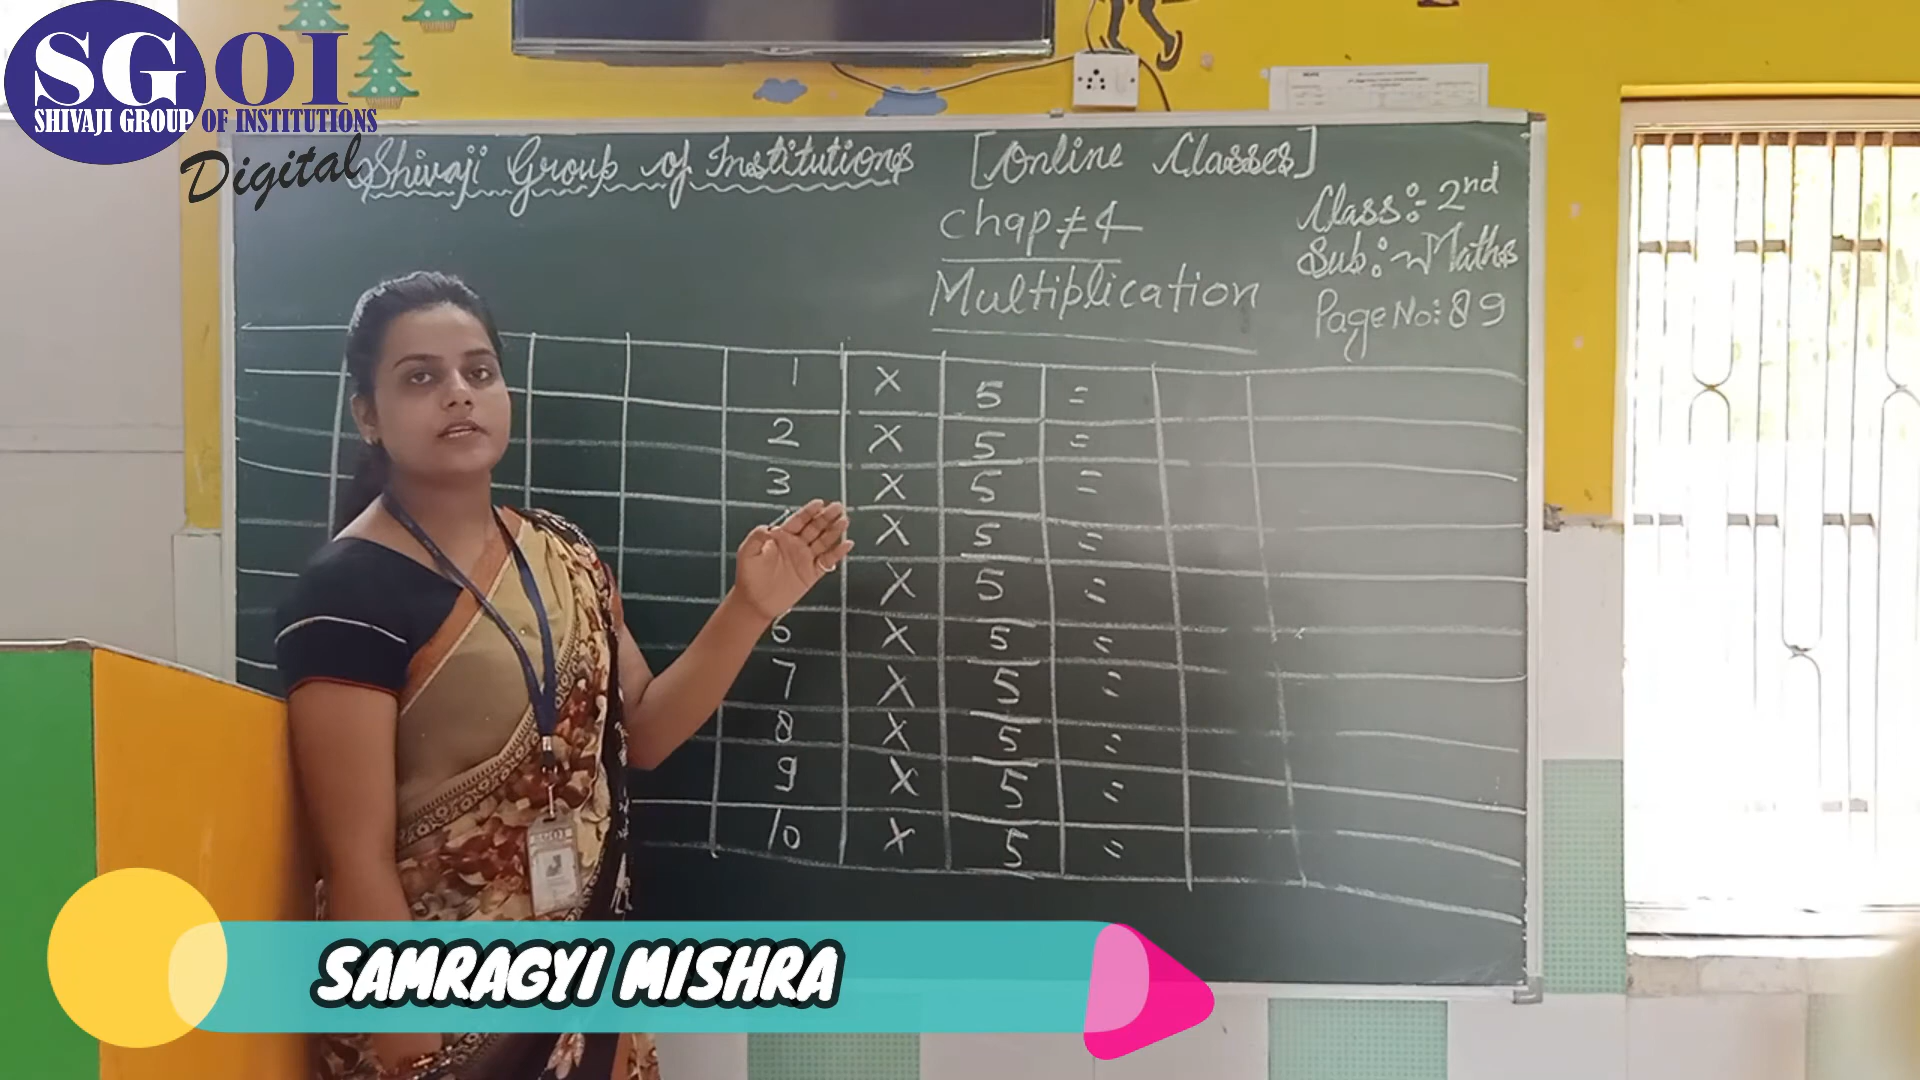 SGOI
SHIVAJI GROUP OF INSTITUTIONS
Digital
Shivaji Group of Institutions [Online Classes]
Class:- 2nd
Chap≠4
Sub:- Maths
Multiplication
Page No: 89
1 X 5 =
2 X 5 =
3 X 5 =
X 5 =
X 5 =
6 X 5 =
7 X 5 =
8 X 5 =
9 X 5 =
10 X 5 =
SGOI
SAMRAGYI MISHRA